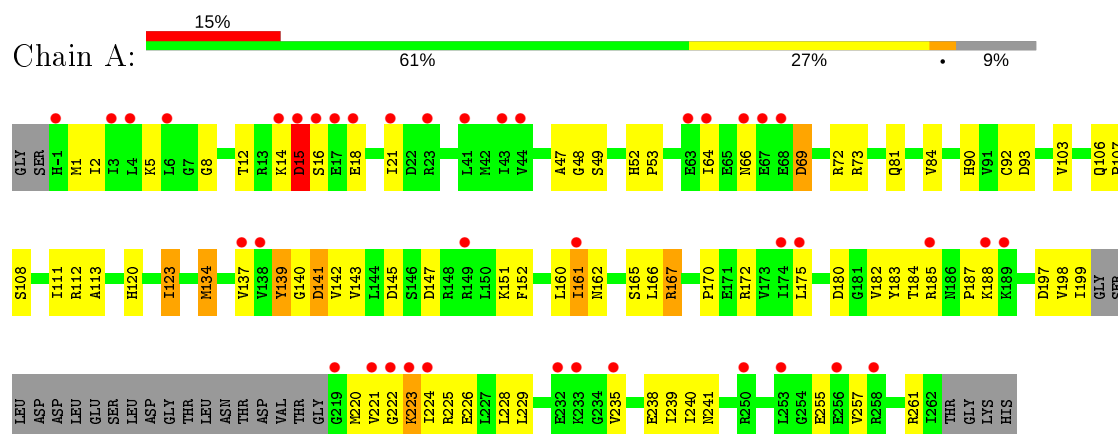 15%
Chain A:
61% 27% • 9%
GLY SER H-1 M1 I2 I3 L4 K5 L6 G7 G8 T12 R13 K14 D15 S16 E17 E18 I21 D22 R23 L41 M42 I43 V44 A47 G48 S49 H52 P53 E63 I64 E65 N66 E67 E68 D69 R72 R73 Q81 V84 H90 V91 C92 D93 V103 Q106 P107
S108 I111 R112 A113 H120 I123 M134 V137 V138 Y139 G140 D141 V142 V143 L144 D145 S146 D147 R148 R149 L150 K151 F152 L160 I161 N162 S165 L166 R167 P170 E171 R172 V173 I174 L175 D180 G181 V182 Y183 T184 R185 N186 P187 K188 K189 D197 V198 I199 GLY SER
LEU ASP ASP LEU GLU SER LEU ASP GLY THR LEU ASN THR ASP VAL THR GLY G219 M220 V221 G222 K223 I224 R225 E226 L227 L228 L229 E232 K233 G234 V235 E238 I239 I240 N241 R250 L253 G254 E255 E256 V257 R258 R261 I262 THR GLY LYS HIS